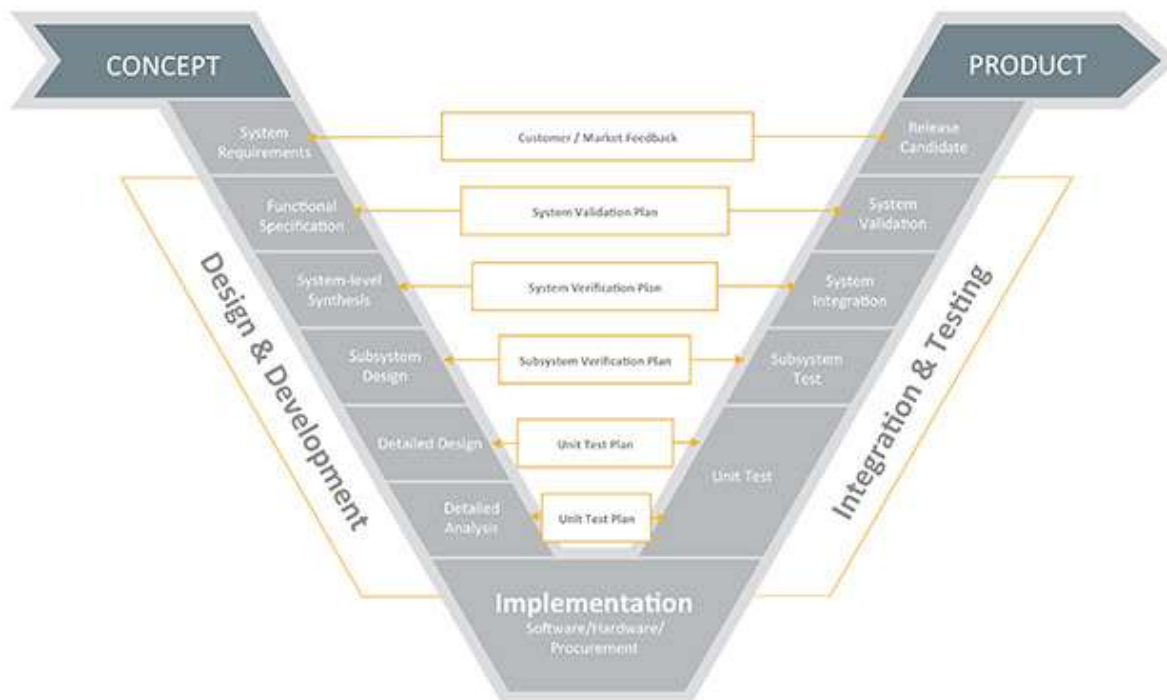 CONCEPT
PRODUCT
System
Requirements
Customer / Market Feedback
Release
Candidate
Functional
Specification
System Validation Plan
System
Validation
System-level
Synthesis
System Verification Plan
System
Integration
Subsystem
Design
Subsystem Verification Plan
Subsystem
Test
Detailed Design
Unit Test Plan
Unit Test
Detailed
Analysis
Unit Test Plan
Design & Development
Integration & Testing
Implementation
Software/Hardware/
Procurement